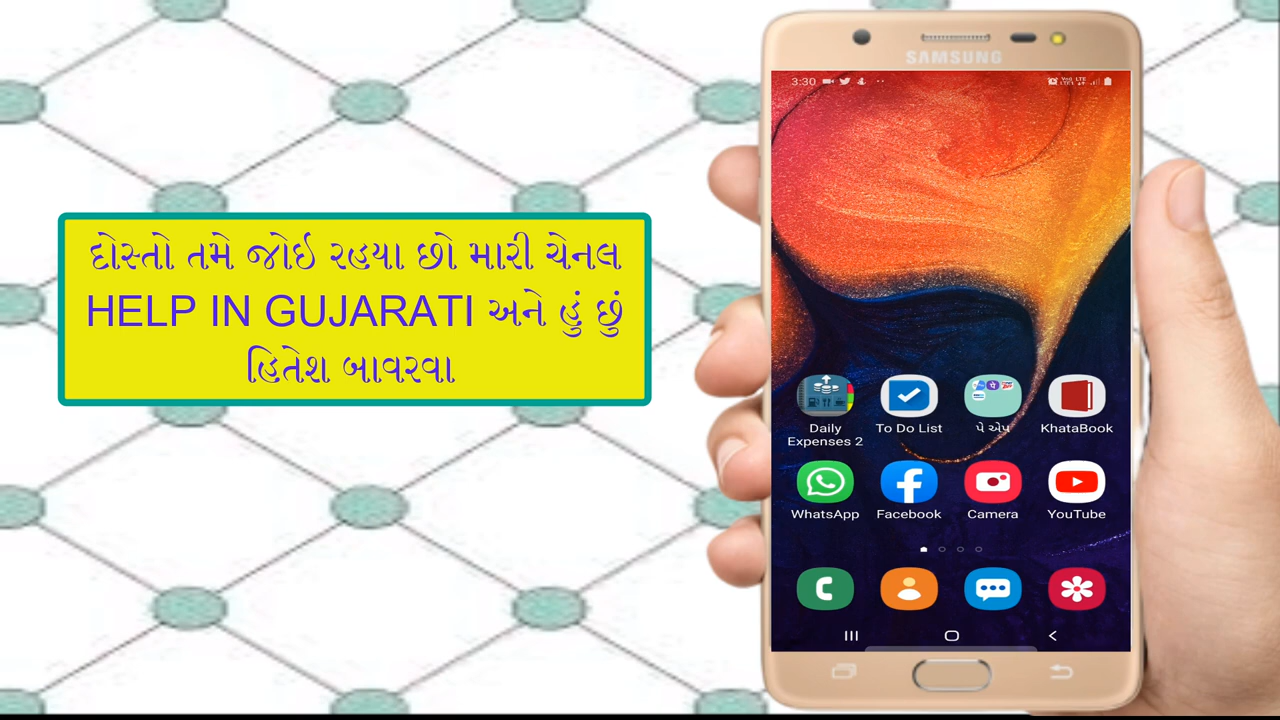 દોસ્તો તમે જોઇ રહયા છો મારી ચેનલ
HELP IN GUJARATI અને હું છું
હિતેશ બાવરવા
SAMSUNG
3:30
Daily Expenses 2
To Do List
પે એપ
KhataBook
WhatsApp
Facebook
Camera
YouTube